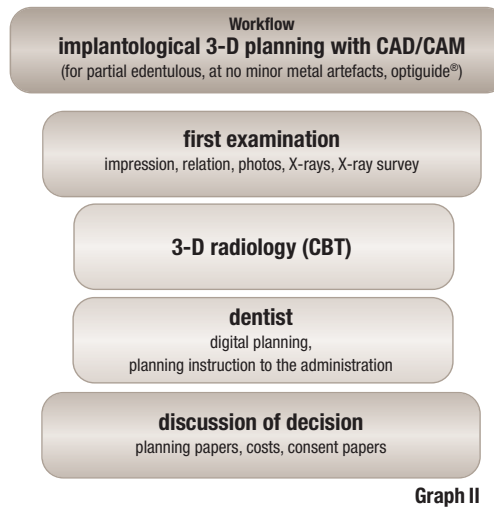 Workflow
implantological 3-D planning with CAD/CAM
(for partial edentulous, at no minor metal artefacts, optiguide®)
first examination
impression, relation, photos, X-rays, X-ray survey
3-D radiology (CBT)
dentist
digital planning,
planning instruction to the administration
discussion of decision
planning papers, costs, consent papers
Graph II